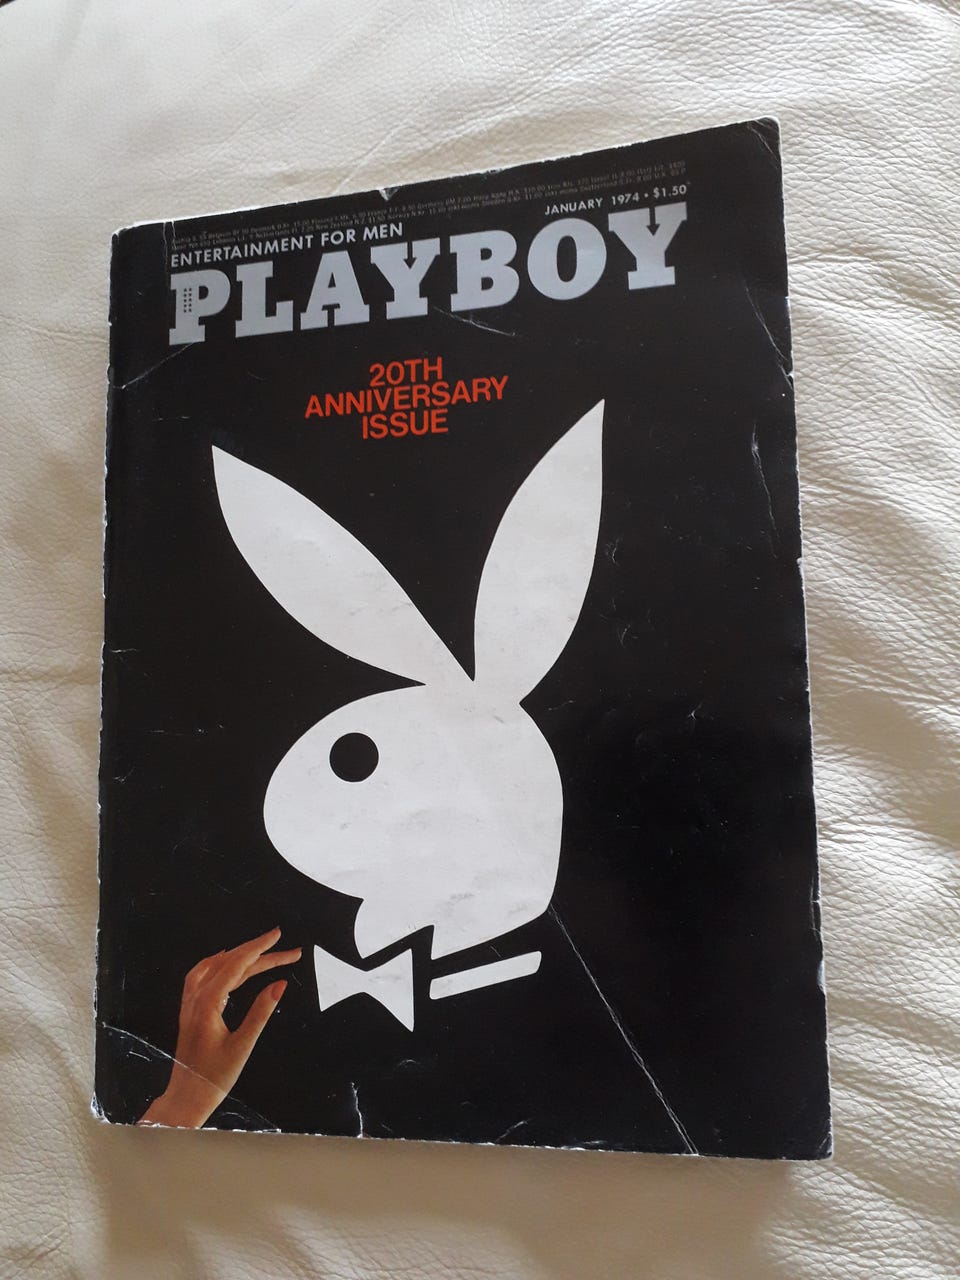 ENTERTAINMENT FOR MEN
JANUARY 1974 • $1.50
PLAYBOY
20TH
ANNIVERSARY
ISSUE